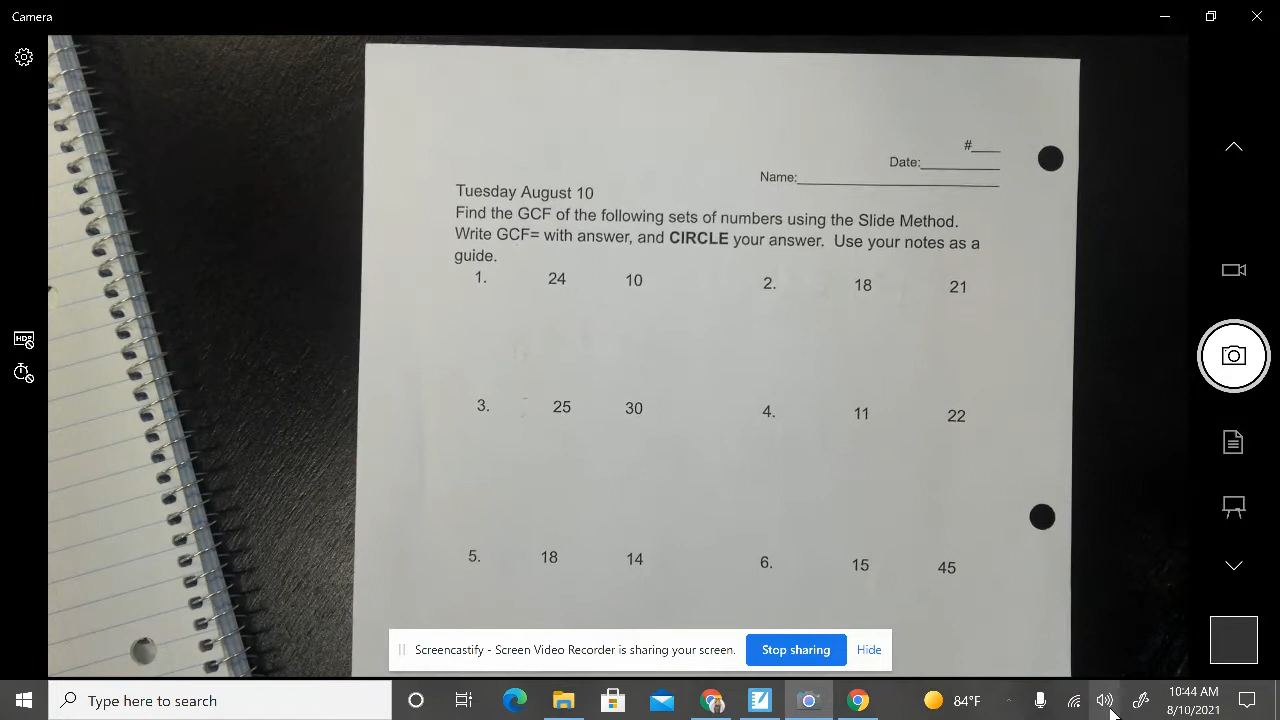 Camera
#____
Date:__________
Name:_________________________
Tuesday August 10
Find the GCF of the following sets of numbers using the Slide Method.
Write GCF= with answer, and CIRCLE your answer. Use your notes as a
guide.
1. 24 10 2. 18 21
3. 25 30 4. 11 22
5. 18 14 6. 15 45
Screencastify - Screen Video Recorder is sharing your screen. Stop sharing Hide
Type here to search 84°F 10:44 AM
8/10/2021